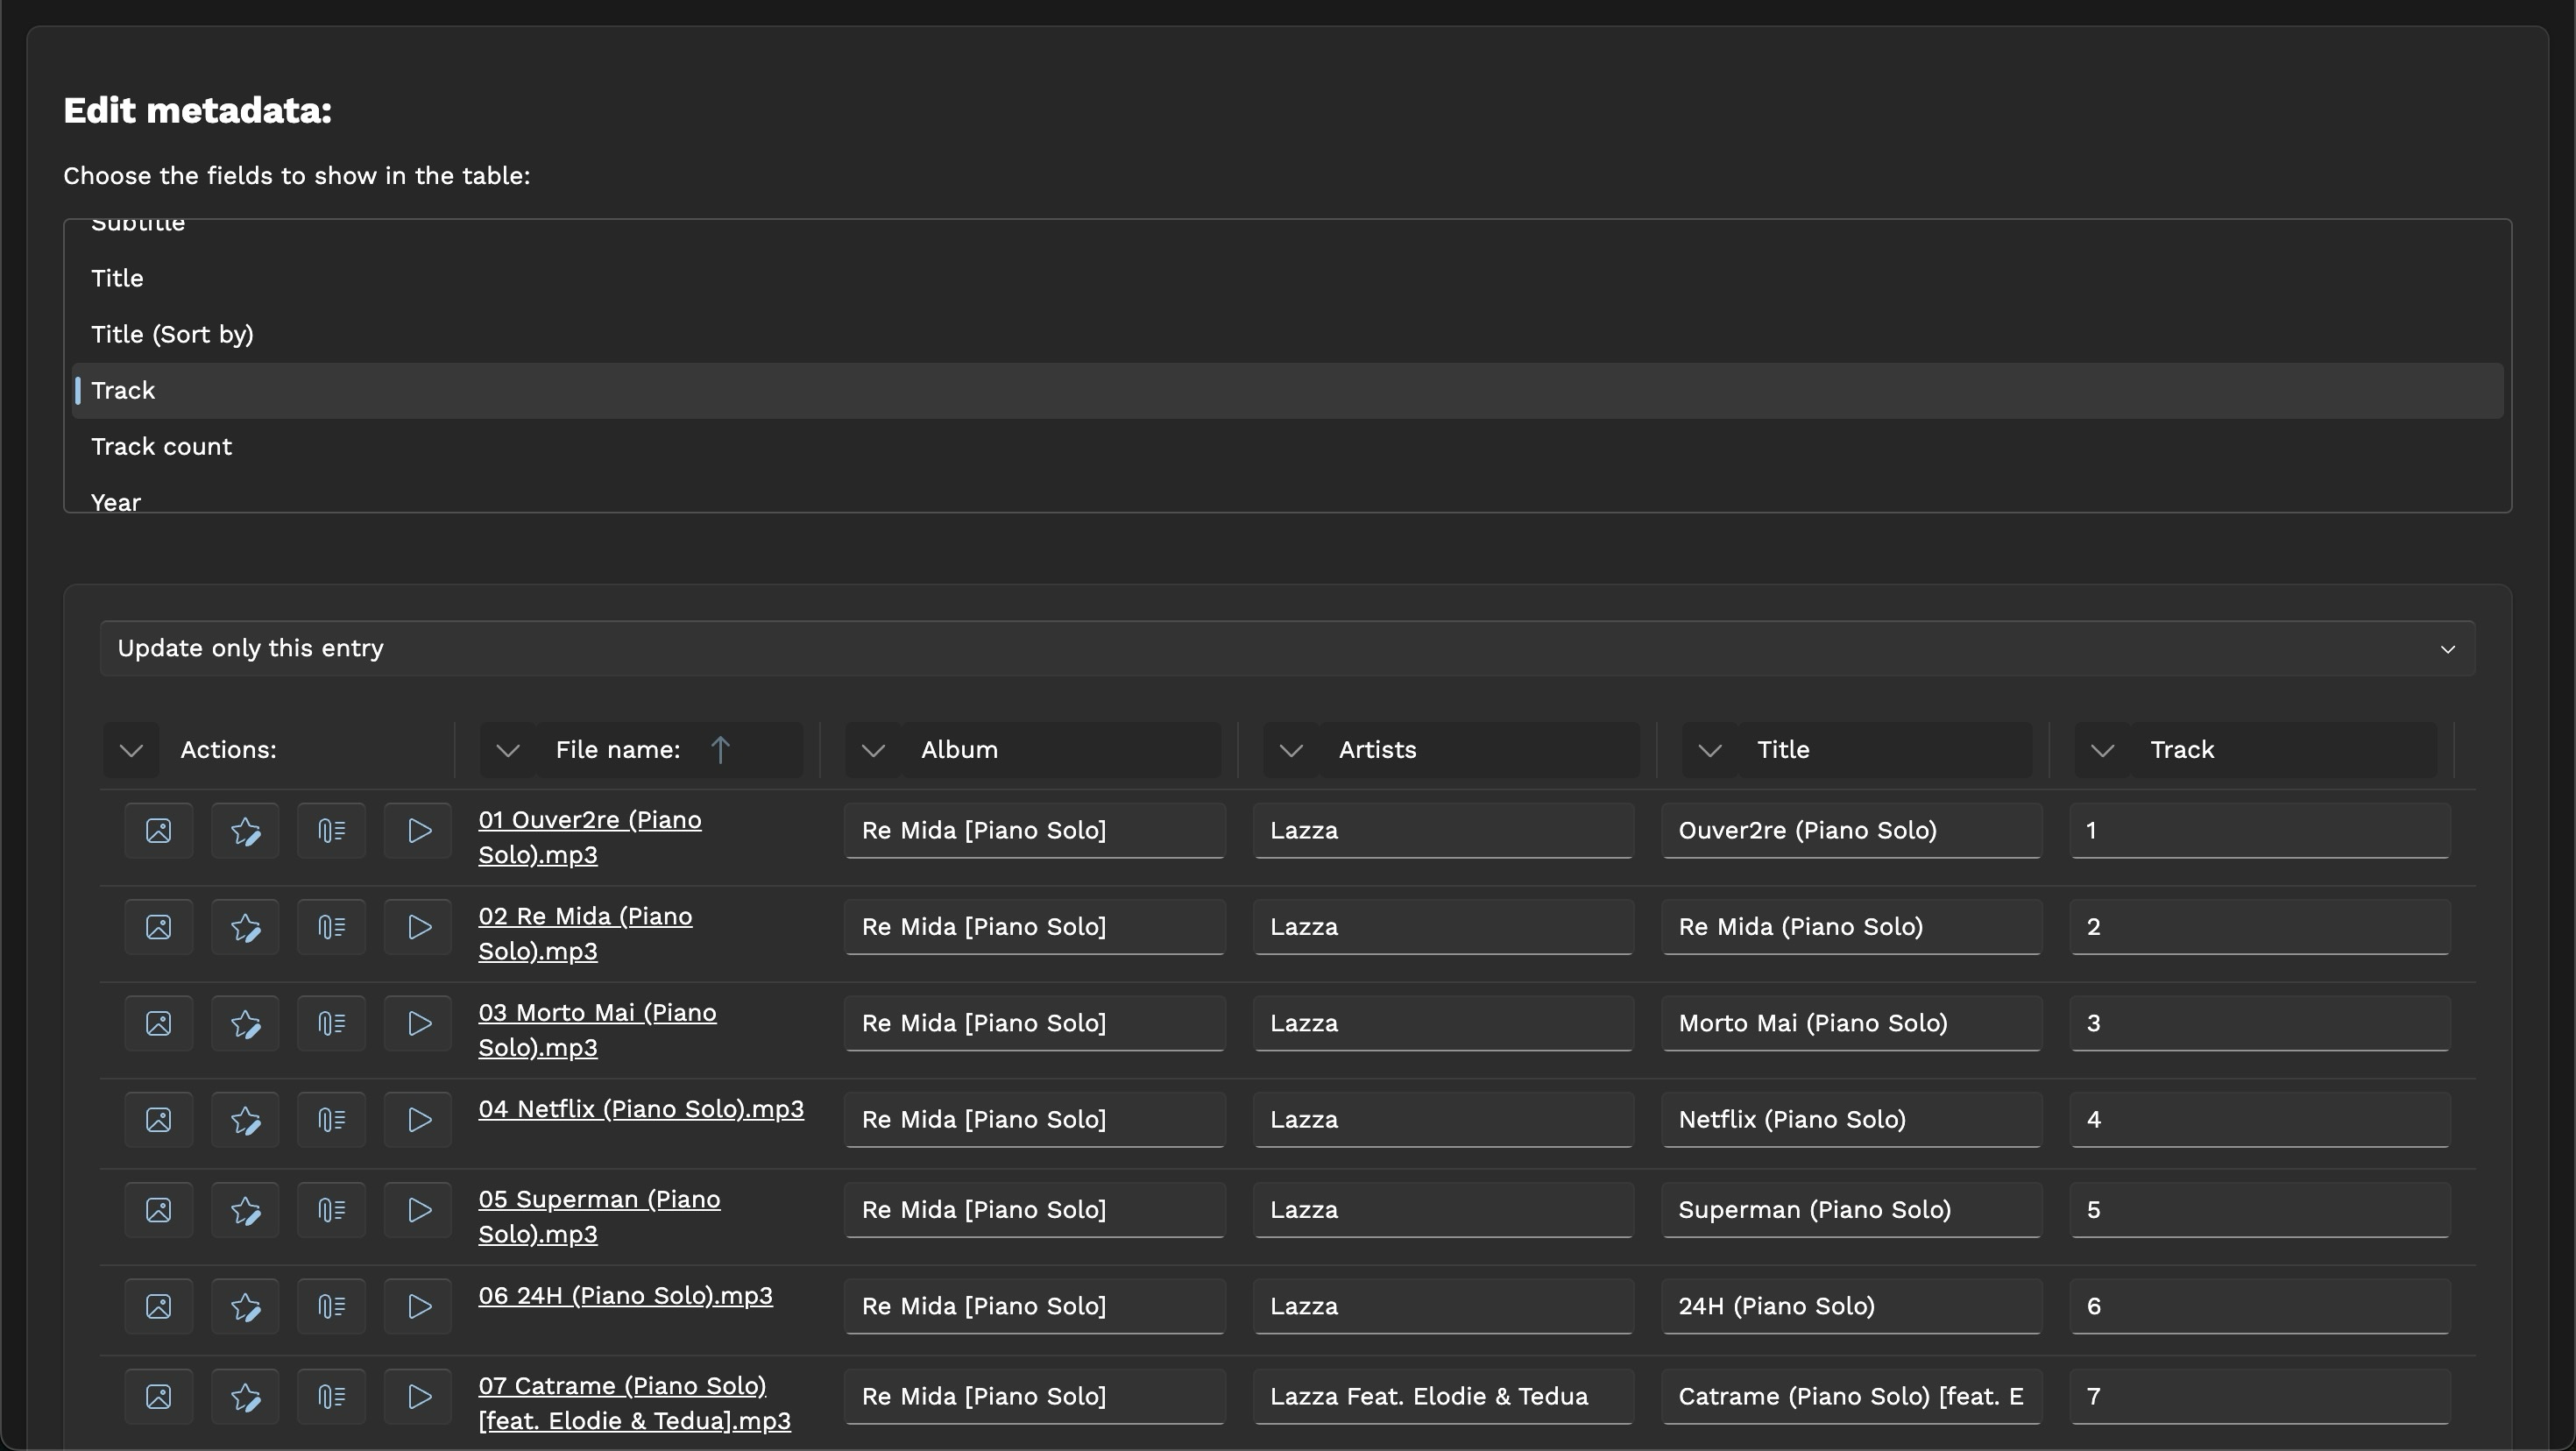 Edit metadata:
Choose the fields to show in the table:
Subtitle
Title
Title (Sort by)
Track
Track count
Year
Update only this entry
Actions: File name: Album Artists Title Track
01 Ouver2re (Piano Solo).mp3 Re Mida [Piano Solo] Lazza Ouver2re (Piano Solo) 1
02 Re Mida (Piano Solo).mp3 Re Mida [Piano Solo] Lazza Re Mida (Piano Solo) 2
03 Morto Mai (Piano Solo).mp3 Re Mida [Piano Solo] Lazza Morto Mai (Piano Solo) 3
04 Netflix (Piano Solo).mp3 Re Mida [Piano Solo] Lazza Netflix (Piano Solo) 4
05 Superman (Piano Solo).mp3 Re Mida [Piano Solo] Lazza Superman (Piano Solo) 5
06 24H (Piano Solo).mp3 Re Mida [Piano Solo] Lazza 24H (Piano Solo) 6
07 Catrame (Piano Solo) [feat. Elodie & Tedua].mp3 Re Mida [Piano Solo] Lazza Feat. Elodie & Tedua Catrame (Piano Solo) [feat. E 7